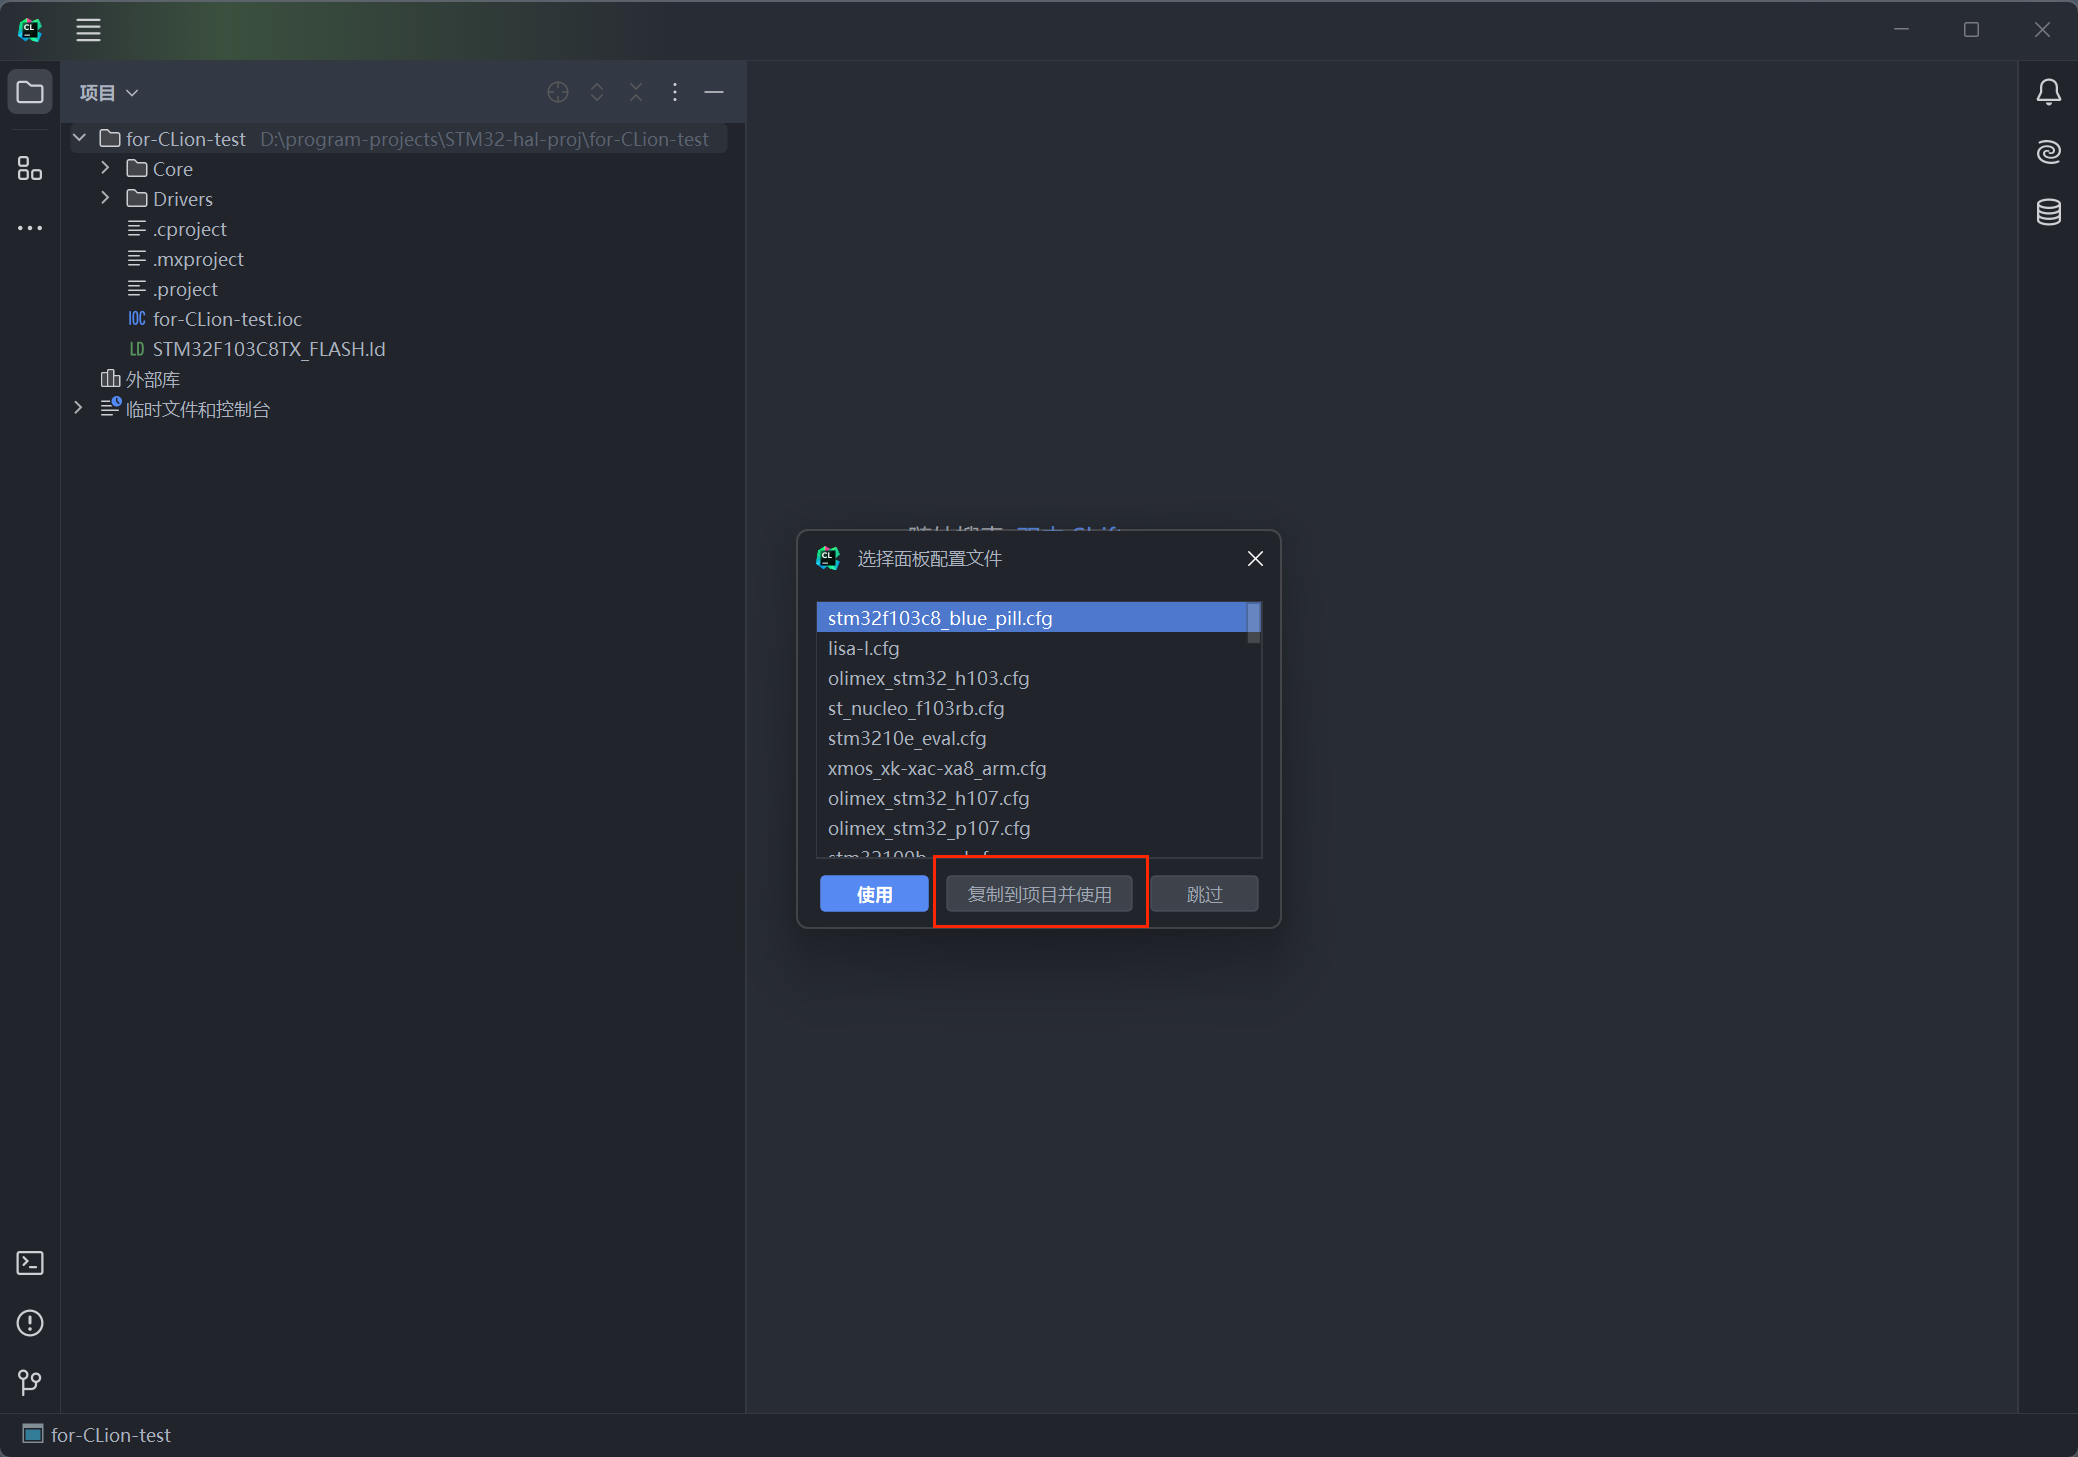 项目
for-CLion-test D:\program-projects\STM32-hal-proj\for-CLion-test
Core
Drivers
.cproject
.mxproject
.project
IOC for-CLion-test.ioc
LD STM32F103C8TX_FLASH.ld
外部库
临时文件和控制台
CL 选择面板配置文件
stm32f103c8_blue_pill.cfg
lisa-l.cfg
olimex_stm32_h103.cfg
st_nucleo_f103rb.cfg
stm3210e_eval.cfg
xmos_xk-xac-xa8_arm.cfg
olimex_stm32_h107.cfg
olimex_stm32_p107.cfg
使用 复制到项目并使用 跳过
for-CLion-test